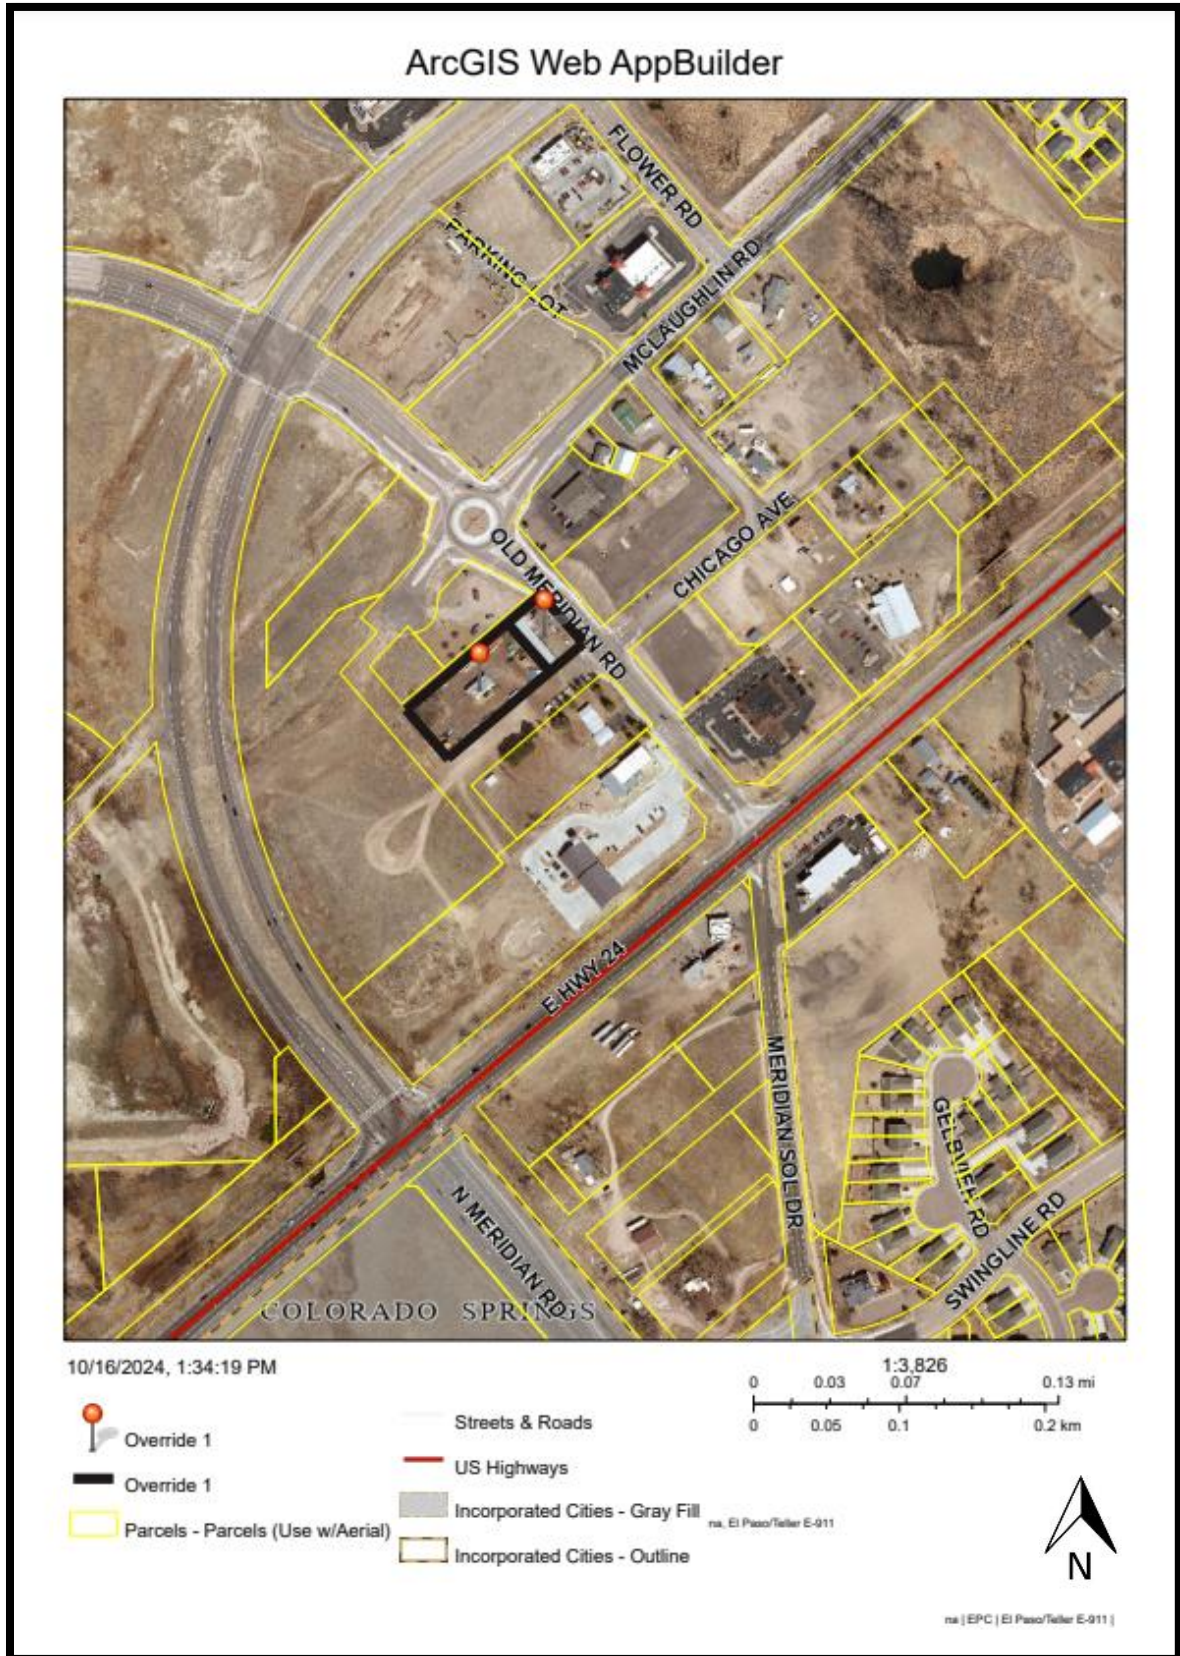 ArcGIS Web AppBuilder
FLOWER RD
PARKING LOT
MCLAUGHLIN RD
OLD MERIDIAN RD
CHICAGO AVE
E HWY 24
MERIDIAN SOL DR
GELBVIEH RD
SWINGLINE RD
N MERIDIAN RD
COLORADO SPRINGS
10/16/2024, 1:34:19 PM
1:3,826
0 0.03 0.07 0.13 mi
0 0.05 0.1 0.2 km
Override 1
Override 1
Parcels - Parcels (Use w/Aerial)
Streets & Roads
US Highways
Incorporated Cities - Gray Fill
Incorporated Cities - Outline
na, El Paso/Teller E-911
N
na | EPC | El Paso/Teller E-911 |